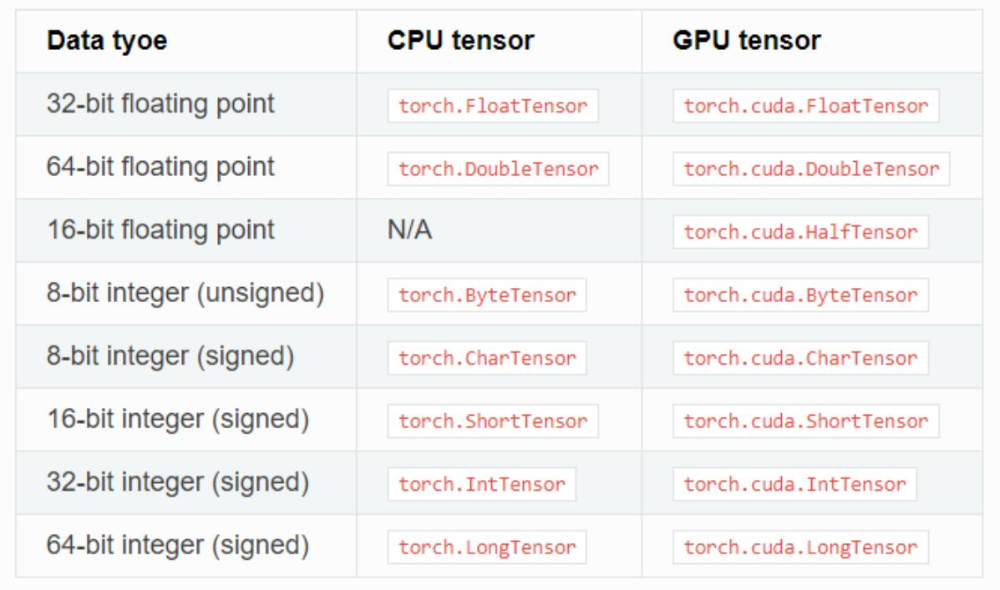 Data tyoe CPU tensor GPU tensor
32-bit floating point torch.FloatTensor torch.cuda.FloatTensor
64-bit floating point torch.DoubleTensor torch.cuda.DoubleTensor
16-bit floating point N/A torch.cuda.HalfTensor
8-bit integer (unsigned) torch.ByteTensor torch.cuda.ByteTensor
8-bit integer (signed) torch.CharTensor torch.cuda.CharTensor
16-bit integer (signed) torch.ShortTensor torch.cuda.ShortTensor
32-bit integer (signed) torch.IntTensor torch.cuda.IntTensor
64-bit integer (signed) torch.LongTensor torch.cuda.LongTensor